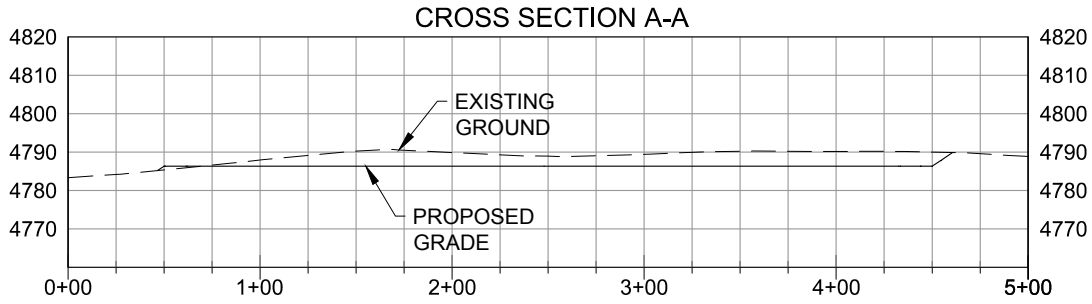 CROSS SECTION A-A
4820 4820
4810 4810
4800 4800
4790 4790
4780 4780
4770 4770
EXISTING
GROUND
PROPOSED
GRADE
0+00 1+00 2+00 3+00 4+00 5+00